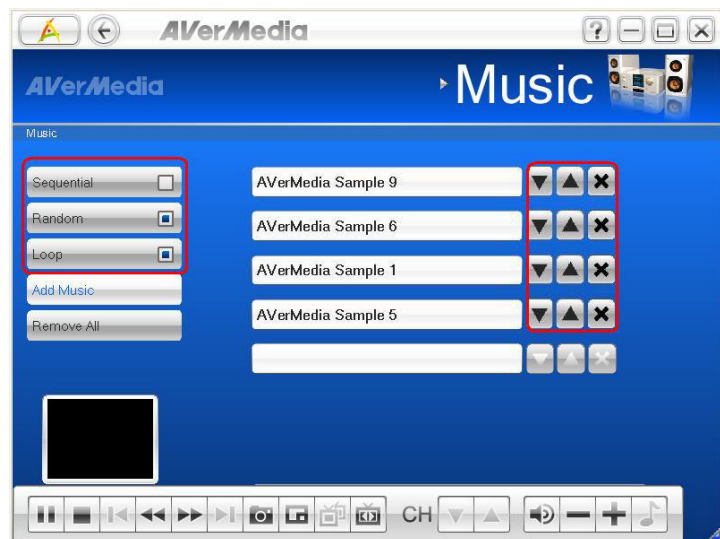 AVerMedia
?
AVerMedia
Music
Music
Sequential
Random
Loop
Add Music
Remove All
AVerMedia Sample 9
AVerMedia Sample 6
AVerMedia Sample 1
AVerMedia Sample 5
CH